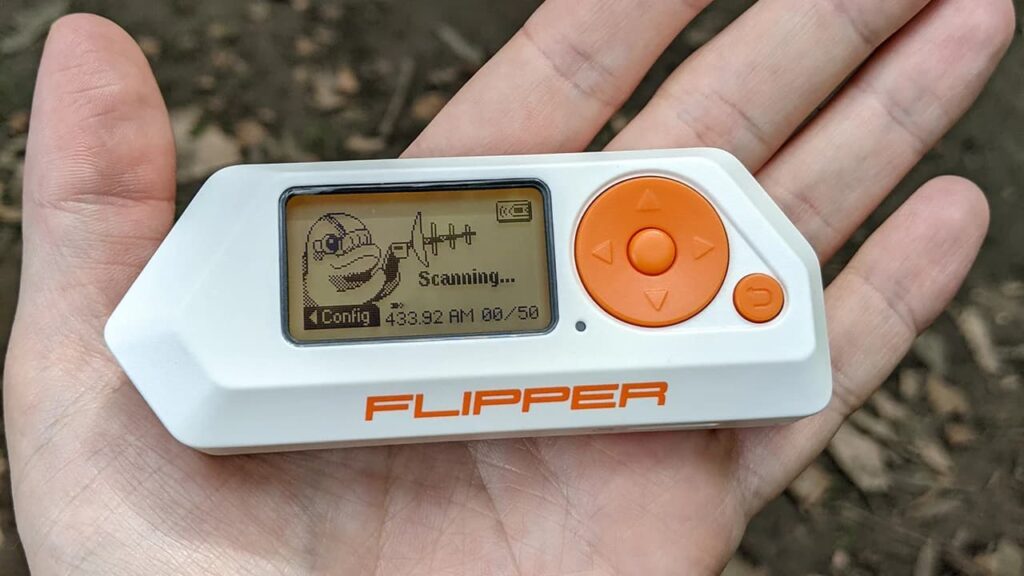 Scanning...
Config 433.92 AM 00/50
FLIPPER